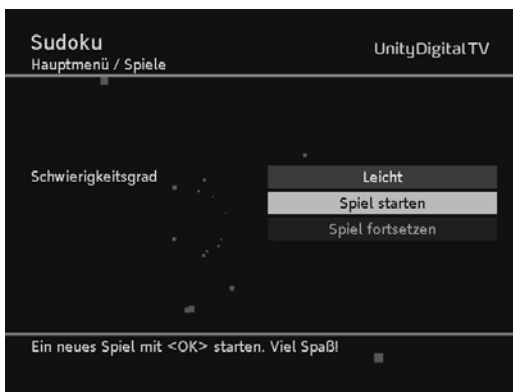 Sudoku
UnityDigitalTV
Hauptmenü / Spiele
Schwierigkeitsgrad
Leicht
Spiel starten
Spiel fortsetzen
Ein neues Spiel mit <OK> starten. Viel Spaß!